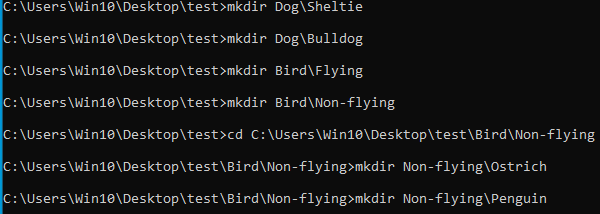 C:\Users\Win10\Desktop\test>mkdir Dog\Sheltie
C:\Users\Win10\Desktop\test>mkdir Dog\Bulldog
C:\Users\Win10\Desktop\test>mkdir Bird\Flying
C:\Users\Win10\Desktop\test>mkdir Bird\Non-flying
C:\Users\Win10\Desktop\test>cd C:\Users\Win10\Desktop\test\Bird\Non-flying
C:\Users\Win10\Desktop\test\Bird\Non-flying>mkdir Non-flying\Ostrich
C:\Users\Win10\Desktop\test\Bird\Non-flying>mkdir Non-flying\Penguin